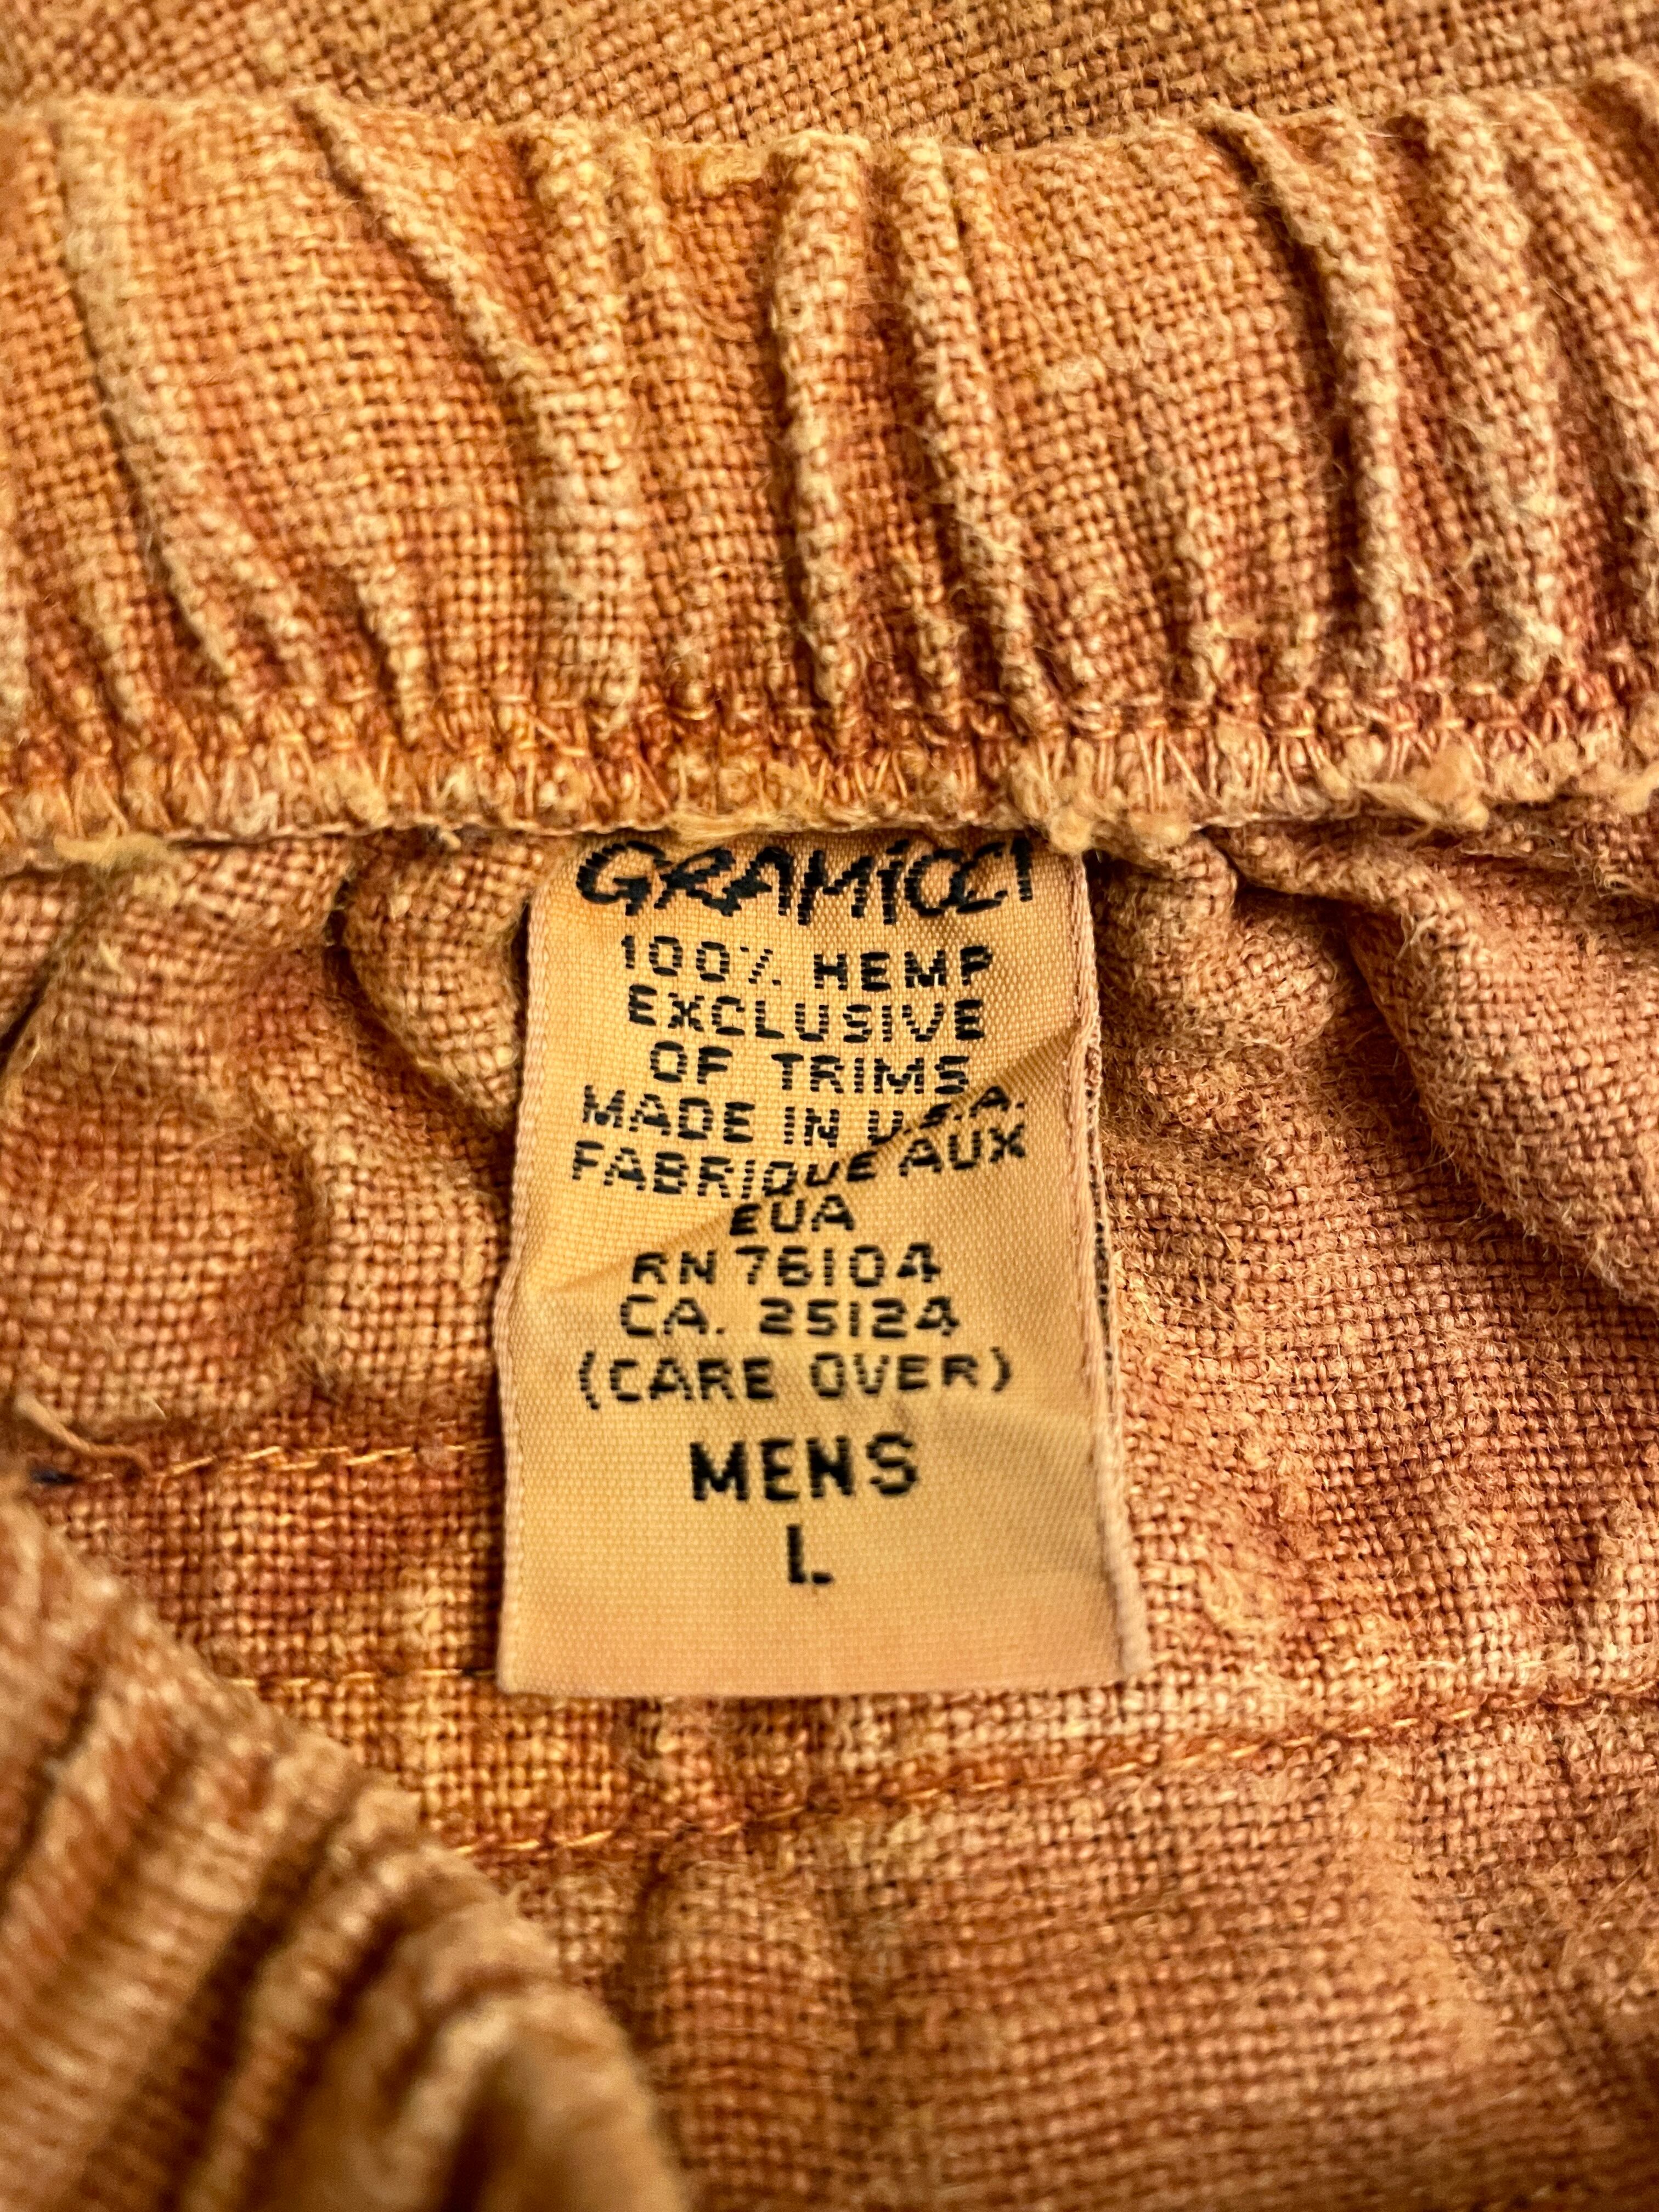 GRAMiCCi
100% HEMP
EXCLUSIVE
OF TRIMS
MADE IN U.S.A.
FABRIQUE AUX
EUA
RN 76104
CA. 25124
(CARE OVER)
MENS
L